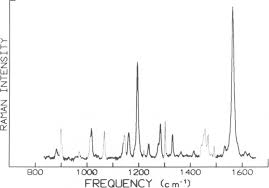 RAMAN INTENSITY
800 1000 1200 1400 1600
FREQUENCY (cm⁻¹)